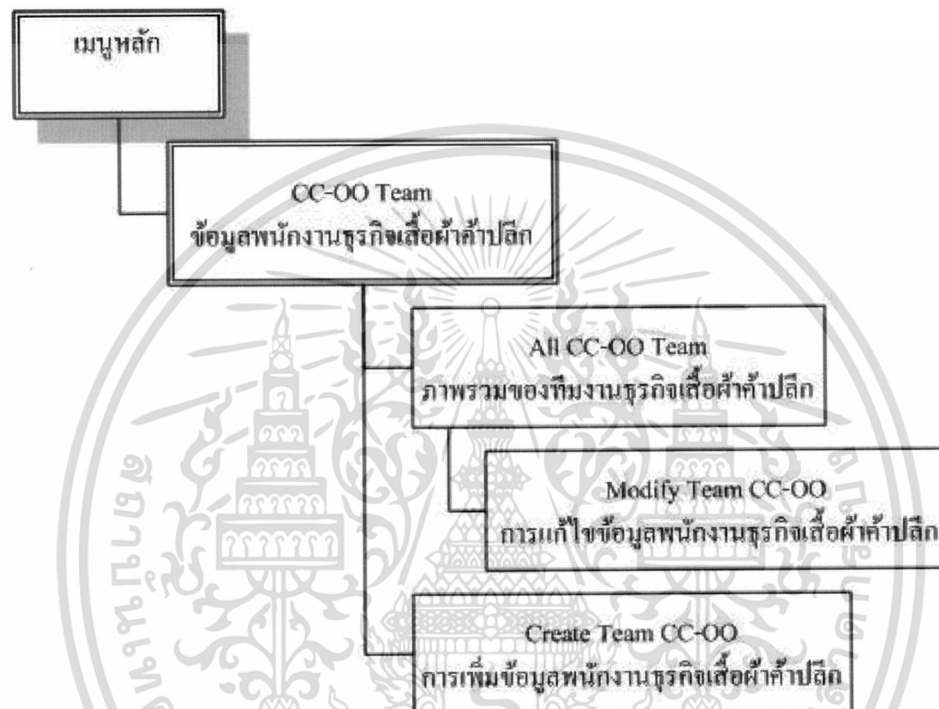 เมนูหลัก
CC-OO Team
ข้อมูลพนักงานธุรกิจเสื้อผ้าค้าปลึก
All CC-OO Team
ภาพรวมของทีมงานธุรกิจเสื้อผ้าค้าปลึก
Modify Team CC-OO
การแก้ไขข้อมูลพนักงานธุรกิจเสื้อผ้าค้าปลึก
Create Team CC-OO
การเพิ่มข้อมูลพนักงานธุรกิจเสื้อผ้าค้าปลึก